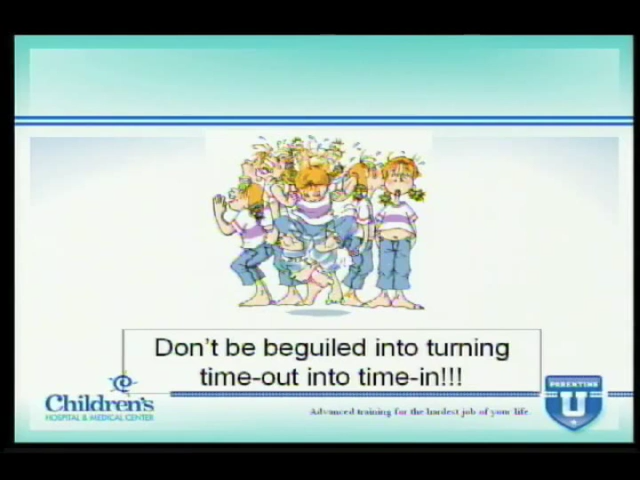 Don't be beguiled into turning
time-out into time-in!!!
Children's
HOSPITAL & MEDICAL CENTER
Advanced training for the hardest job of your life.
PARENTING
U